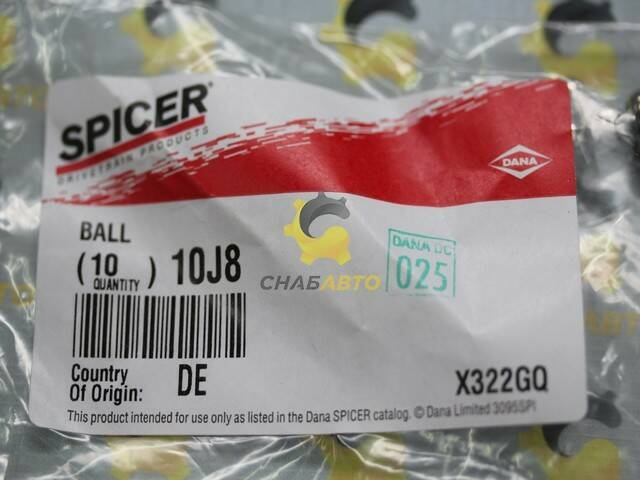 SPICER®
DRIVETRAIN PRODUCTS
DANA
BALL
(10) 10J8
QUANTITY
DANA DC
025
СНАБАВТО
Country
Of Origin: DE
X322GQ
This product intended for use only as listed in the Dana SPICER catalog. © Dana Limited 3095SPI